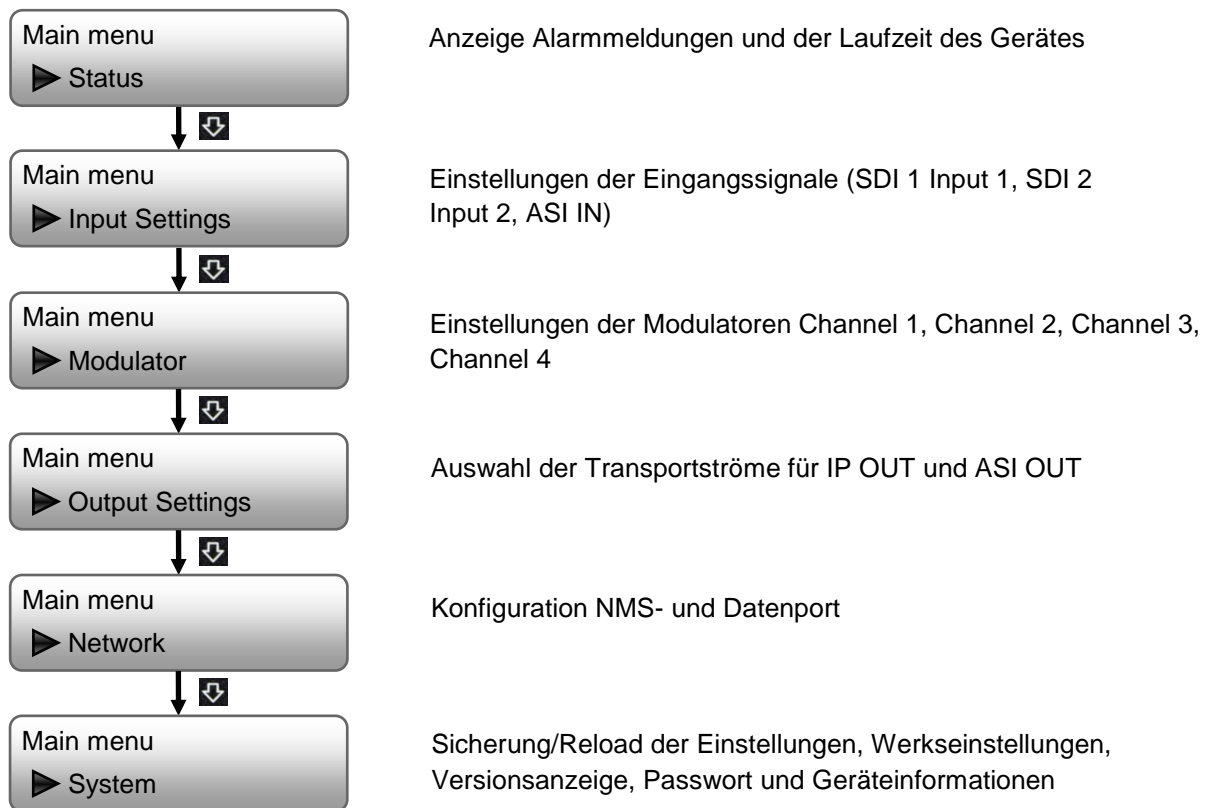 Main menu
Status
Anzeige Alarmmeldungen und der Laufzeit des Gerätes
Main menu
Input Settings
Einstellungen der Eingangssignale (SDI 1 Input 1, SDI 2
Input 2, ASI IN)
Main menu
Modulator
Einstellungen der Modulatoren Channel 1, Channel 2, Channel 3,
Channel 4
Main menu
Output Settings
Auswahl der Transportströme für IP OUT und ASI OUT
Main menu
Network
Konfiguration NMS- und Datenport
Main menu
System
Sicherung/Reload der Einstellungen, Werkseinstellungen,
Versionsanzeige, Passwort und Geräteinformationen